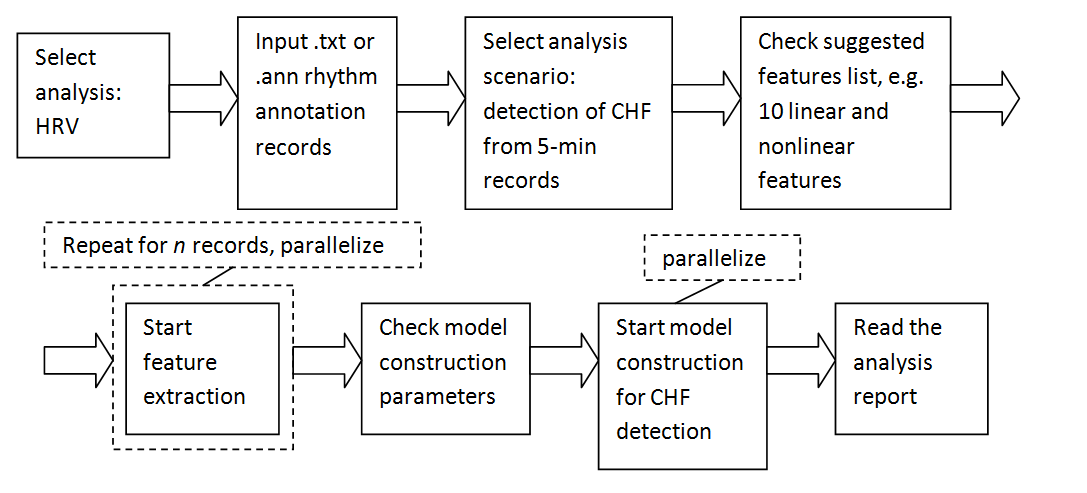 Select
analysis:
HRV
Input .txt or
.ann rhythm
annotation
records
Select analysis
scenario:
detection of CHF
from 5-min
records
Check suggested
features list, e.g.
10 linear and
nonlinear
features
Repeat for n records, parallelize
Start
feature
extraction
Check model
construction
parameters
parallelize
Start model
construction
for CHF
detection
Read the
analysis
report